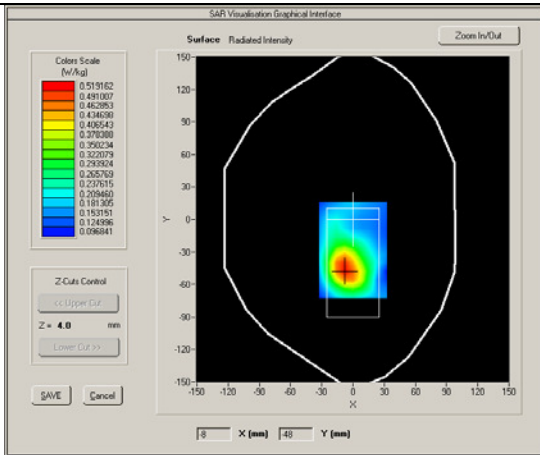 SAR Visualisation Graphical Interface
Surface Radiated Intensity
Zoom In/Out
Colors Scale
(W/kg)
0.519162
0.491007
0.462853
0.434698
0.406543
0.378388
0.350234
0.322079
0.293924
0.265769
0.237615
0.209460
0.181305
0.153151
0.124996
0.096841
Z-Cuts Control
<< Upper Cut
Z = 4.0 mm
Lower Cut >>
SAVE Cancel
150
120
90
60
30
0
-30
-60
-90
-120
-150
Y
-150 -120 -90 -60 -30 0 30 60 90 120 150
X
-8 X (mm) -48 Y (mm)